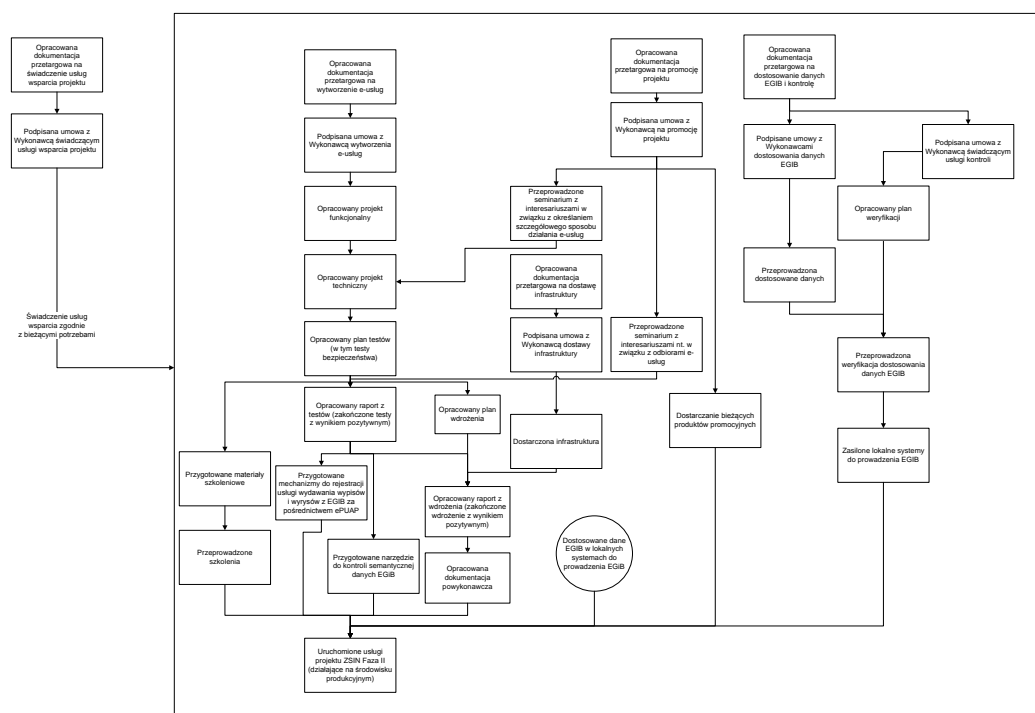 Opracowana
dokumentacja
przetargowa na
świadczenie usług
wsparcia projektu
Podpisana umowa z
Wykonawcą świadczącym
usługi wsparcia projektu
Świadczenie usług
wsparcia zgodnie
z bieżącymi potrzebami
Opracowana
dokumentacja
przetargowa na
wytworzenie e-usług
Podpisana umowa z
Wykonawcą wytworzenia
e-usług
Opracowany projekt
funkcjonalny
Opracowany projekt
techniczny
Opracowany plan testów
(w tym testy
bezpieczeństwa)
Opracowany raport z
testów (zakończone testy
z wynikiem pozytywnym)
Opracowany plan
wdrożenia
Przygotowane materiały
szkoleniowe
Przeprowadzone
szkolenia
Przygotowane
mechanizmy do rejestracji
usługi wydawania wypisów
i wyrysów z EGIB za
pośrednictwem ePUAP
Przygotowane narzędzie
do kontroli semantycznej
danych EGiB
Opracowany raport z
wdrożenia (zakończone
wdrożenie z wynikiem
pozytywnym)
Opracowana
dokumentacja
powykonawcza
Uruchomione usługi
projektu ZSIN Faza II
(działające na środowisku
produkcyjnym)
Opracowana
dokumentacja
przetargowa na promocję
projektu
Podpisana umowa z
Wykonawcą na promocję
projektu
Przeprowadzone
seminarium z
interesariuszami w
związku z określaniem
szczegółowego sposobu
działania e-usług
Opracowana
dokumentacja
przetargowa na dostawę
infrastruktury
Podpisana umowa z
Wykonawcą dostawy
infrastruktury
Przeprowadzone
seminarium z
interesariuszami nt. w
związku z odbiorami e-
usług
Dostarczona infrastruktura
Dostarczanie bieżących
produktów promocyjnych
Dostosowane dane
EGIB w lokalnych
systemach do
prowadzenia EGiB
Opracowana
dokumentacja
przetargowa na
dostosowanie danych
EGIB i kontrolę
Podpisane umowy z
Wykonawcami
dostosowania danych
EGIB
Podpisana umowa z
Wykonawcą świadczącym
usługi kontroli
Opracowany plan
weryfikacji
Przeprowadzona
dostosowane danych
Przeprowadzona
weryfikacja dostosowania
danych EGIB
Zasilone lokalne systemy
do prowadzenia EGIB